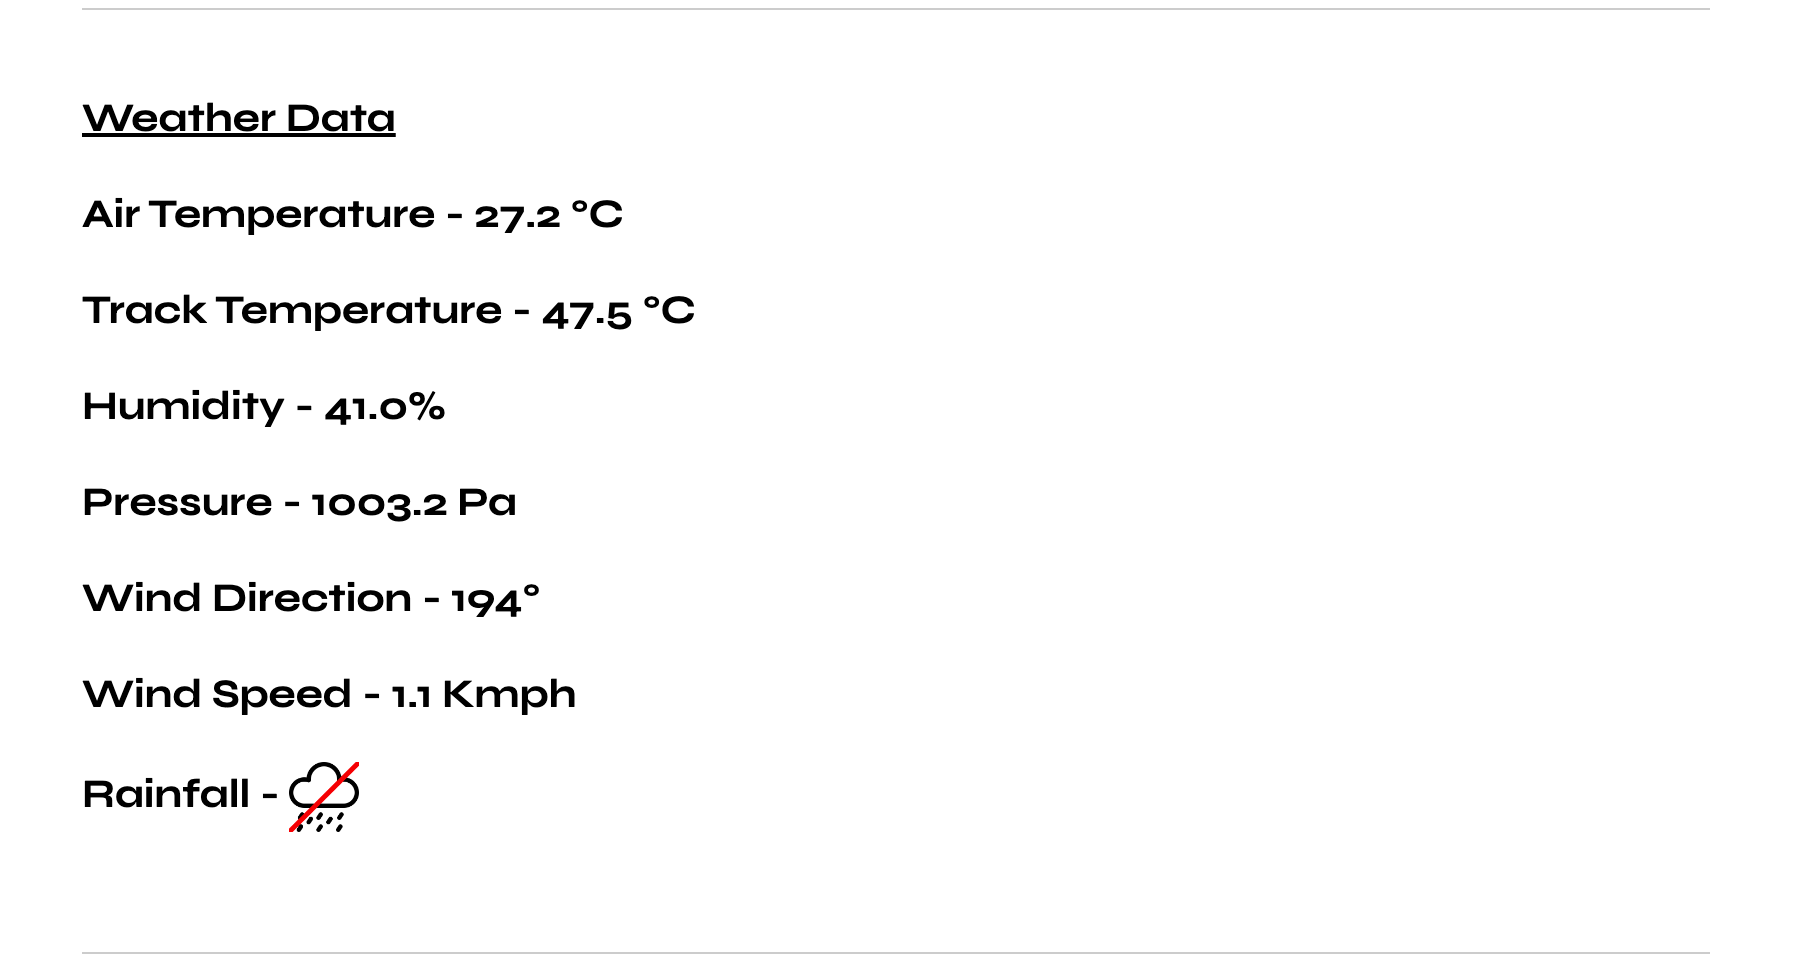 Weather Data
Air Temperature - 27.2 °C
Track Temperature - 47.5 °C
Humidity - 41.0%
Pressure - 1003.2 Pa
Wind Direction - 194°
Wind Speed - 1.1 Kmph
Rainfall -